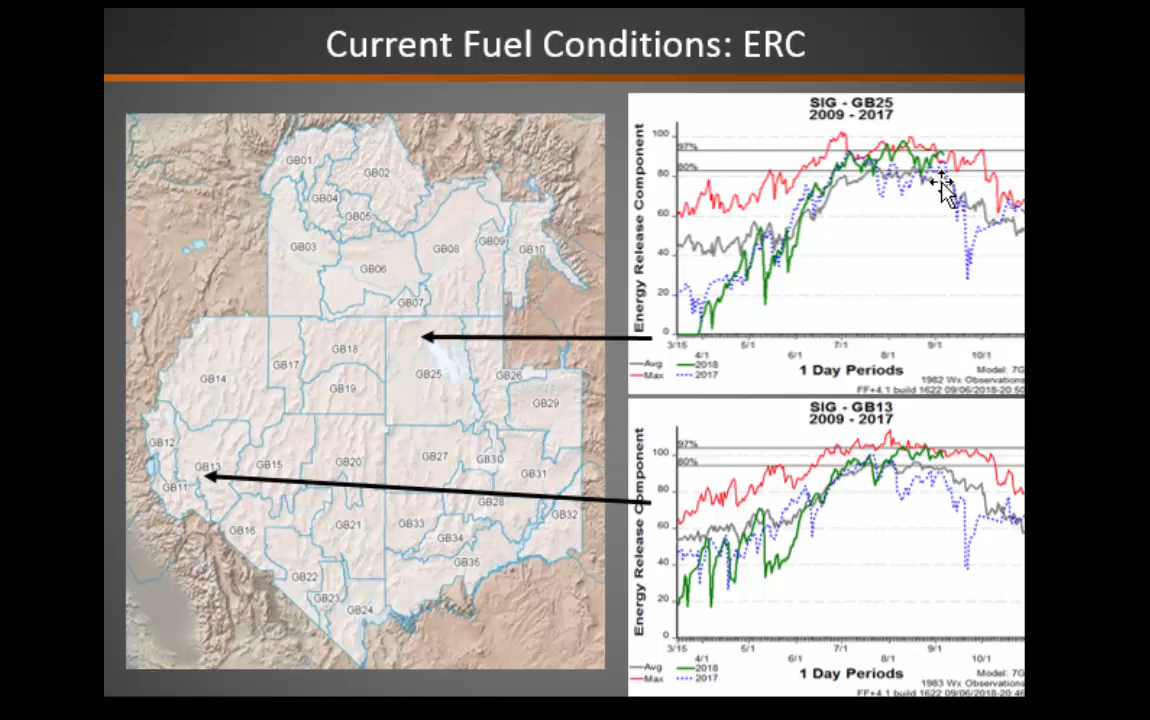 Current Fuel Conditions: ERC
GB01
GB02
GB04
GB05
GB03
GB08
GB09
GB10
GB06
GB07
GB18
GB17
GB14
GB25
GB26
GB19
GB29
GB12
GB13
GB15
GB20
GB27
GB30
GB31
GB11
GB28
GB32
GB16
GB21
GB33
GB34
GB35
GB22
GB23
GB24
SIG - GB25
2009 - 2017
Energy Release Component
100
97%
80%
80
60
40
20
0
3/15 5/1 7/1 9/1
4/1 6/1 8/1 10/1
Avg 2018
Max 2017
1 Day Periods
Model: 7G
1982 Wx Observations
FF+4.1 build 1622 09/06/2018-20:50
SIG - GB13
2009 - 2017
Energy Release Component
97%
100
80%
80
60
40
20
0
3/1 5/1 7/1 9/1
4/1 6/1 8/1 10/1
Avg 2018
Max 2017
1 Day Periods
Model: 7G
1983 Wx Observations
FF+4.1 build 1622 09/06/2018-20:46